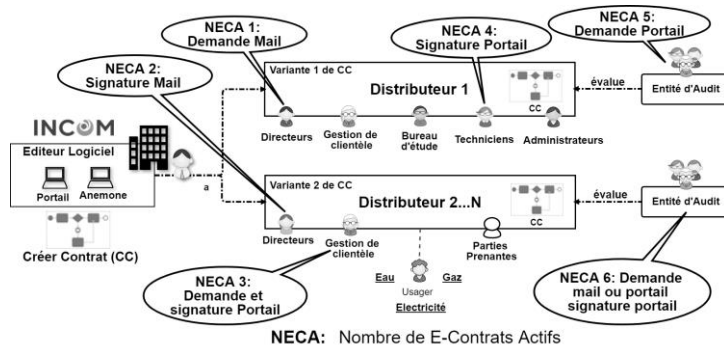 NECA 1:
Demande Mail
NECA 2:
Signature Mail
NECA 4:
Signature Portail
NECA 5:
Demande Portail
Variante 1 de CC
Distributeur 1
CC
Directeurs
Gestion de
clientèle
Bureau
d'étude
Techniciens
Administrateurs
évalue
Entité d'Audit
INCOM
Editeur Logiciel
Portail
Anemone
Créer Contrat (CC)
a
Variante 2 de CC
Distributeur 2...N
CC
Directeurs
Gestion de
clientèle
Parties
Prenantes
évalue
Entité d'Audit
Eau
Gaz
Usager
Electricité
NECA 3:
Demande et
signature Portail
NECA 6: Demande
mail ou portail
signature portail
NECA: Nombre de E-Contrats Actifs